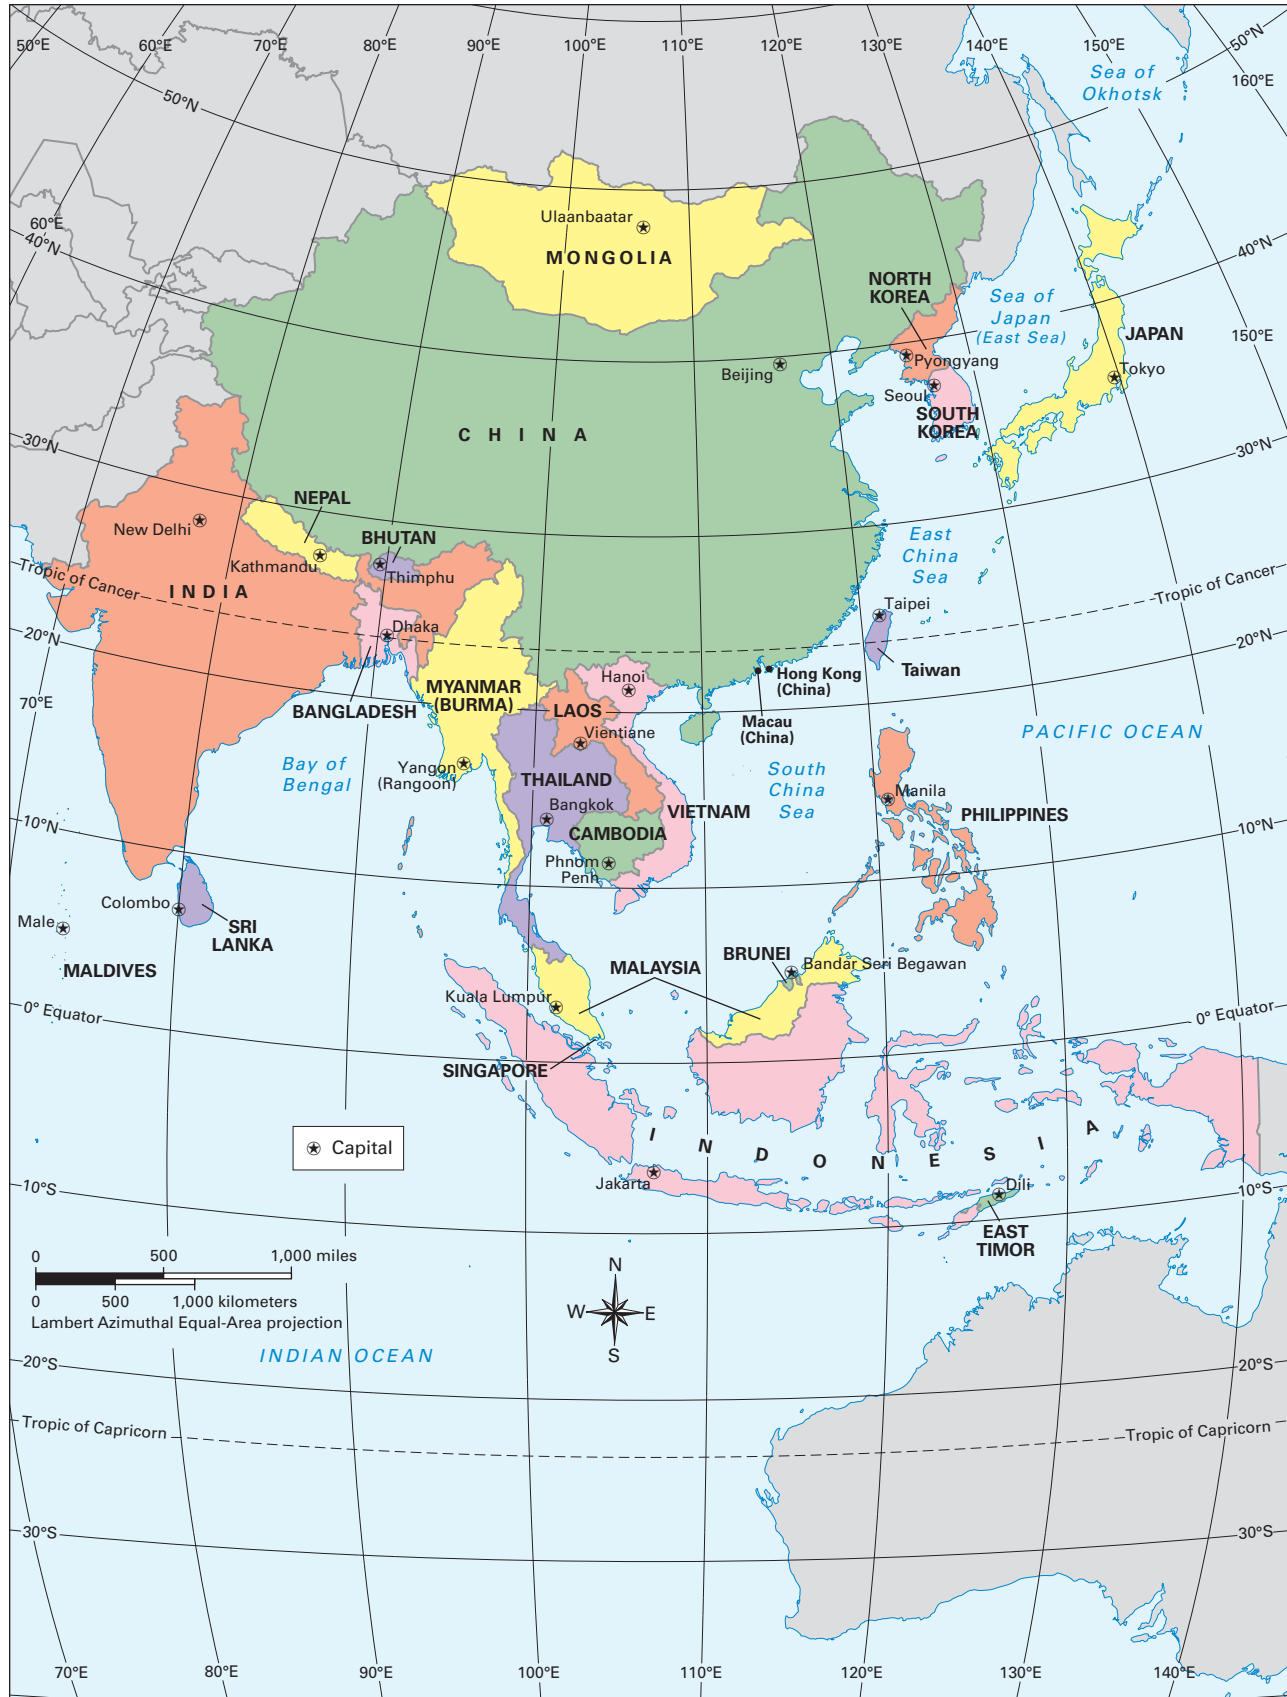 50°E
60°E
70°E
80°E
90°E
100°E
110°E
120°E
130°E
140°E
150°E
50°N
160°E
Sea of
Okhotsk
50°N
60°E
40°N
Ulaanbaatar
MONGOLIA
40°N
NORTH
KOREA
Sea of
Japan
(East Sea)
JAPAN
150°E
Beijing
Pyongyang
Tokyo
Seoul
SOUTH
KOREA
CHINA
30°N
30°N
NEPAL
New Delhi
BHUTAN
East
China
Sea
Kathmandu
Thimphu
Tropic of Cancer
INDIA
Tropic of Cancer
Taipei
Dhaka
20°N
20°N
Taiwan
Hanoi
Hong Kong
(China)
70°E
MYANMAR
(BURMA)
BANGLADESH
LAOS
Macau
(China)
PACIFIC OCEAN
Vientiane
Bay of
Bengal
Yangon
(Rangoon)
THAILAND
South
China
Sea
Manila
Bangkok
VIETNAM
PHILIPPINES
10°N
CAMBODIA
10°N
Phnom
Penh
Colombo
Male
SRI
LANKA
MALDIVES
BRUNEI
Bandar Seri Begawan
MALAYSIA
Kuala Lumpur
0° Equator
0° Equator
SINGAPORE
INDONESIA
Capital
Jakarta
Dili
10°S
10°S
EAST
TIMOR
0 500 1,000 miles
0 500 1,000 kilometers
Lambert Azimuthal Equal-Area projection
N
W E
S
INDIAN OCEAN
20°S
20°S
Tropic of Capricorn
Tropic of Capricorn
30°S
30°S
70°E
80°E
90°E
100°E
110°E
120°E
130°E
140°E